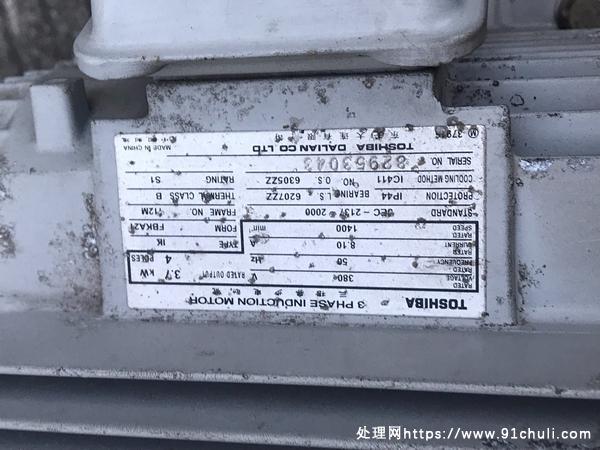 TOSHIBA 3 PHASE INDUCTION MOTOR
RATED VOLTAGE 380 V RATED OUTPUT 3.7 kW
RATED FREQUENCY 50 Hz 4 POLES
CURRENT 8.10 TYPE IK
RATED SPEED 1400 min FORM FBKA21
STANDARD JEC-2137 2000 FRAME NO. 112M
PROTECTION IP44 BEARING L.S. 6207ZZ THERMAL CLASS B
COOLING METHOD IC411 NO. O.S. 6305ZZ RATING S1
SERIAL NO. 82953043
TOSHIBA DALIAN CO.LTD MADE IN CHINA
处理网https://www.91chuli.com/